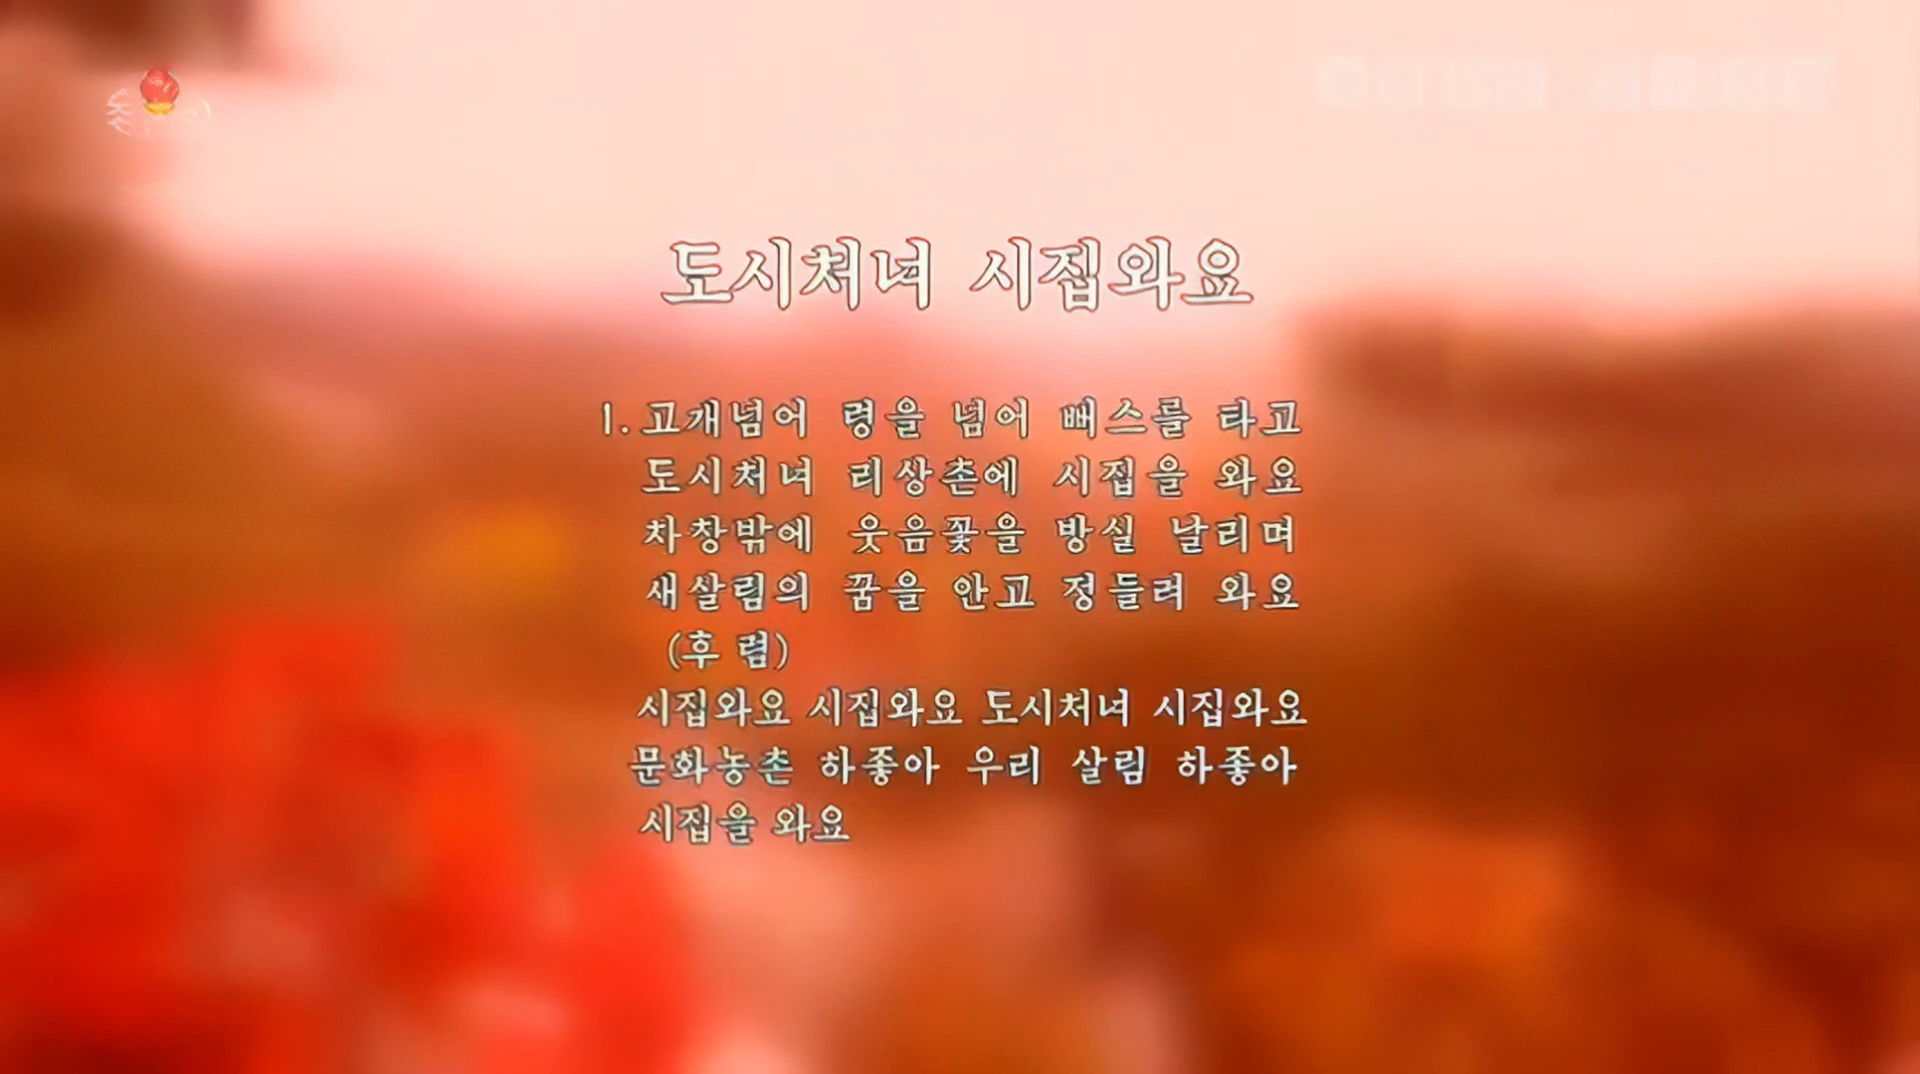 도시처녀 시집와요
1. 고개넘어 령을 넘어 뻐스를 타고
도시처녀 리상촌에 시집을 와요
차창밖에 웃음꽃을 방실 날리며
새살림의 꿈을 안고 정들려 와요
(후 렴)
시집와요 시집와요 도시처녀 시집와요
문화농촌 하좋아 우리 살림 하좋아
시집을 와요